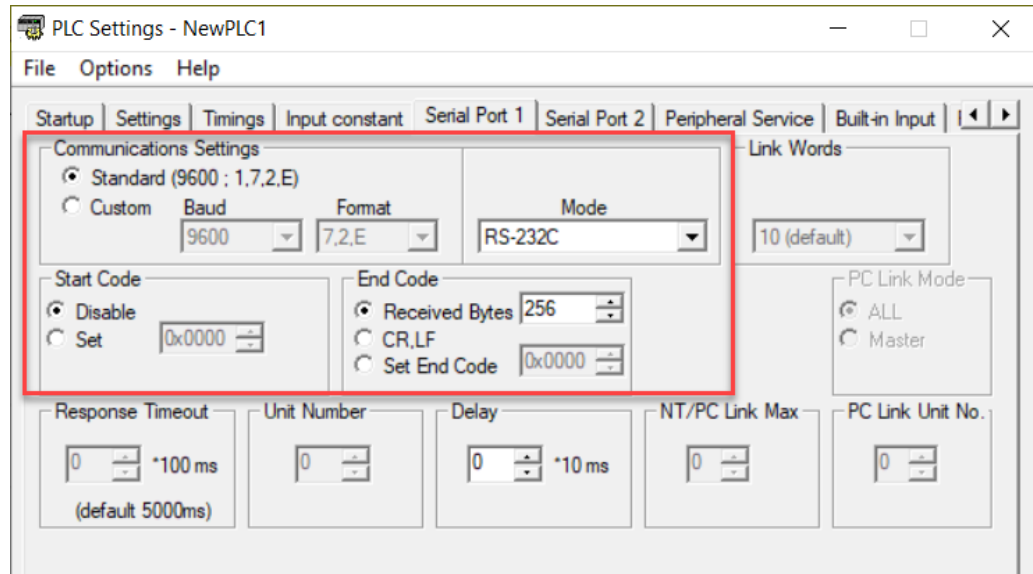 PLC Settings - NewPLC1
File Options Help
Startup Settings Timings Input constant Serial Port 1 Serial Port 2 Peripheral Service Built-in Input
Communications Settings Link Words
Standard (9600 ; 1,7,2,E)
Custom Baud Format Mode
9600 7,2,E RS-232C 10 (default)
Start Code End Code PC Link Mode
Disable Received Bytes 256 ALL
Set 0x0000 CR,LF Master
Set End Code 0x0000
Response Timeout Unit Number Delay NT/PC Link Max PC Link Unit No.
0 *100 ms 0 0 *10 ms 0 0
(default 5000ms)